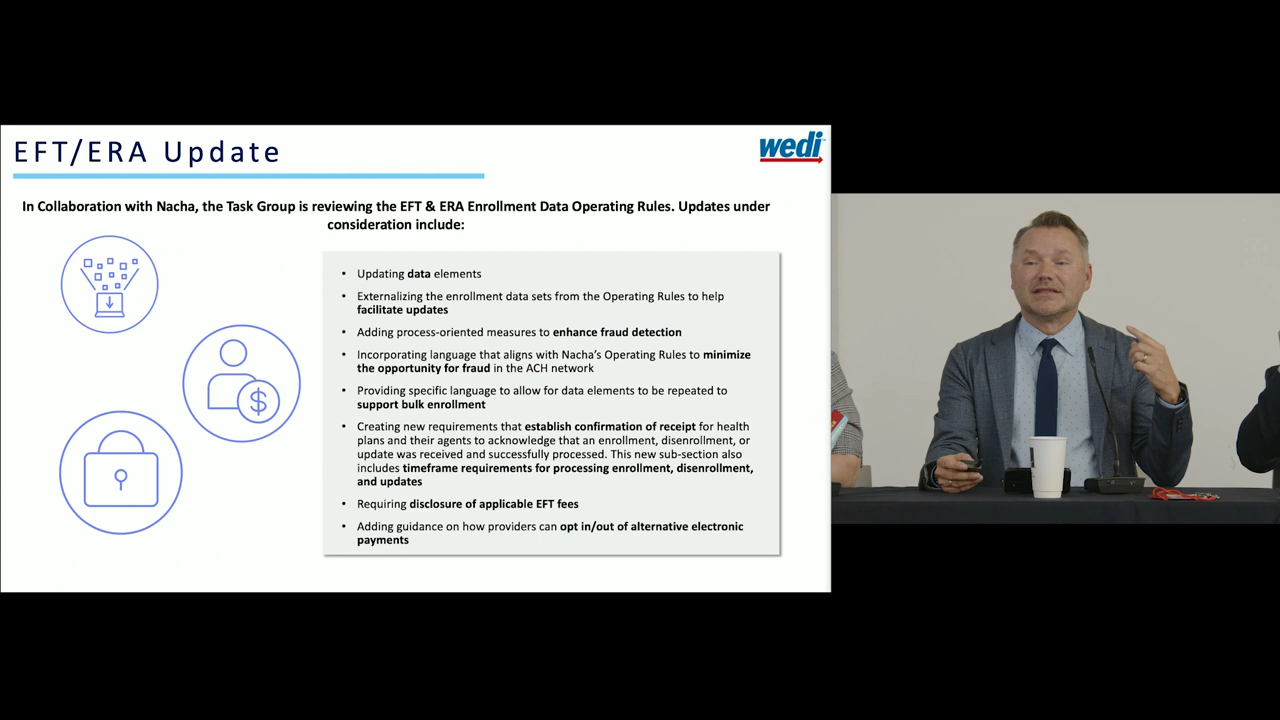 EFT/ERA Update
wedi
In Collaboration with Nacha, the Task Group is reviewing the EFT & ERA Enrollment Data Operating Rules. Updates under
consideration include:
• Updating data elements
• Externalizing the enrollment data sets from the Operating Rules to help
facilitate updates
• Adding process-oriented measures to enhance fraud detection
• Incorporating language that aligns with Nacha's Operating Rules to minimize
the opportunity for fraud in the ACH network
• Providing specific language to allow for data elements to be repeated to
support bulk enrollment
• Creating new requirements that establish confirmation of receipt for health
plans and their agents to acknowledge that an enrollment, disenrollment, or
update was received and successfully processed. This new sub-section also
includes timeframe requirements for processing enrollment, disenrollment,
and updates
• Requiring disclosure of applicable EFT fees
• Adding guidance on how providers can opt in/out of alternative electronic
payments
$